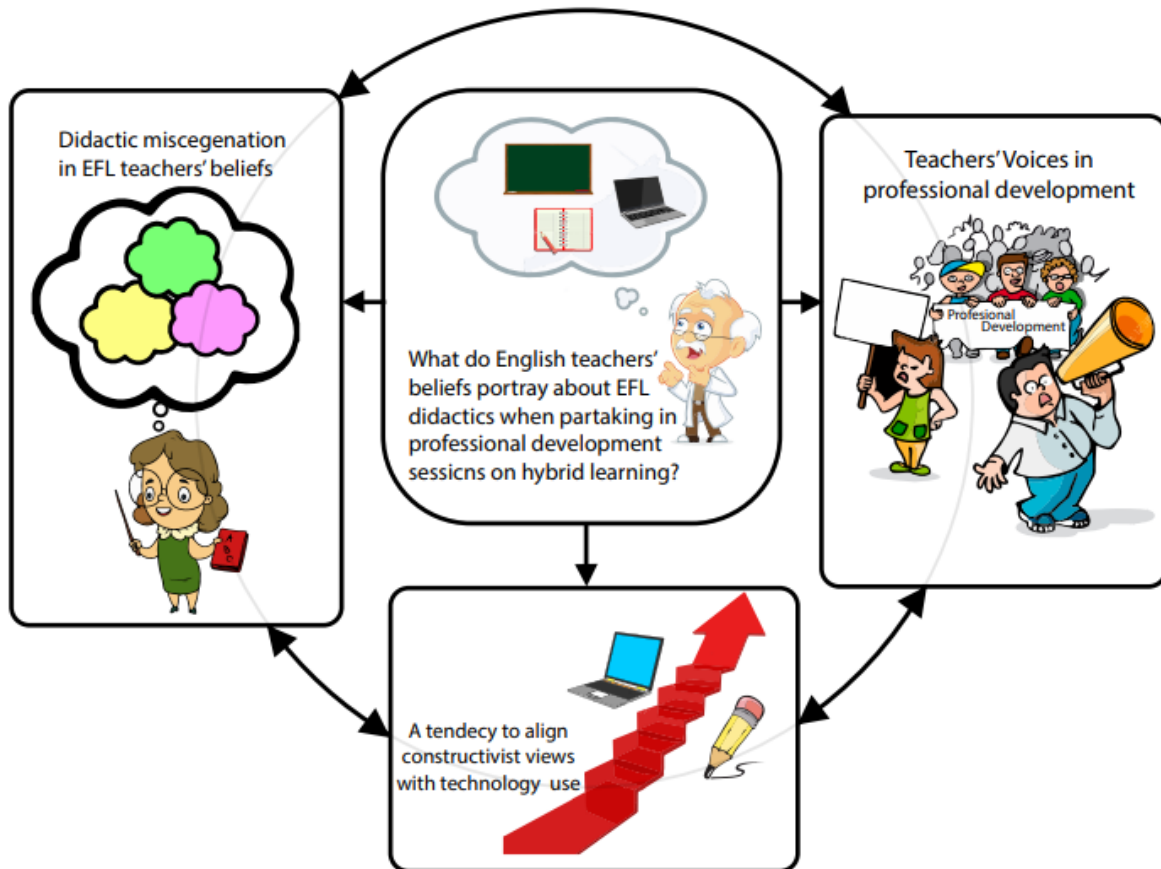 Didactic miscegenation
in EFL teachers' beliefs
What do English teachers'
beliefs portray about EFL
didactics when partaking in
professional development
sessicns on hybrid learning?
Teachers' Voices in
professional development
Profesional
Development
A B C
A tendecy to align
constructivist views
with technology use